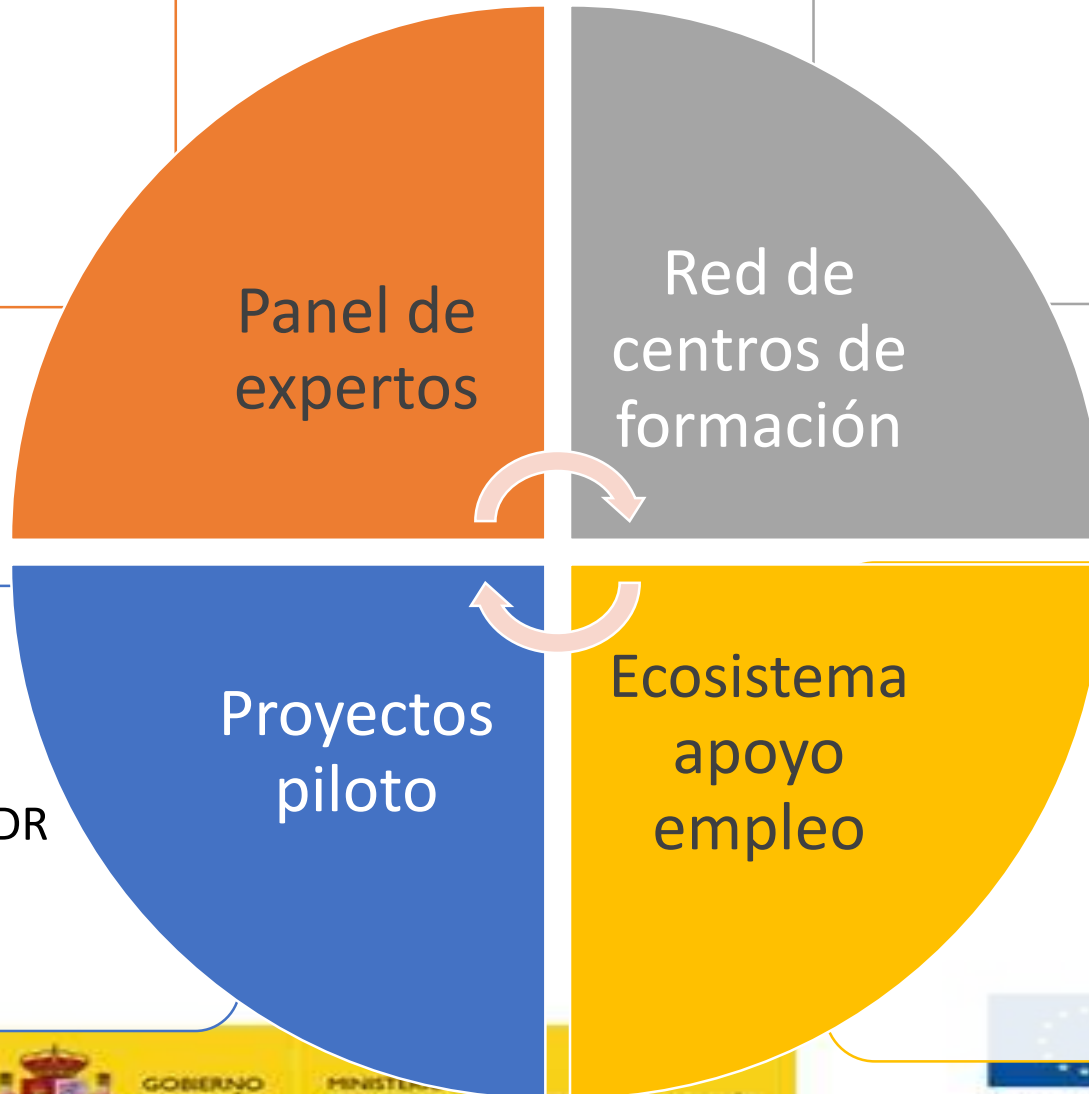 Panel de
expertos
Red de
centros de
formación
Proyectos
piloto
Ecosistema
apoyo
empleo
DR
GOBIERNO